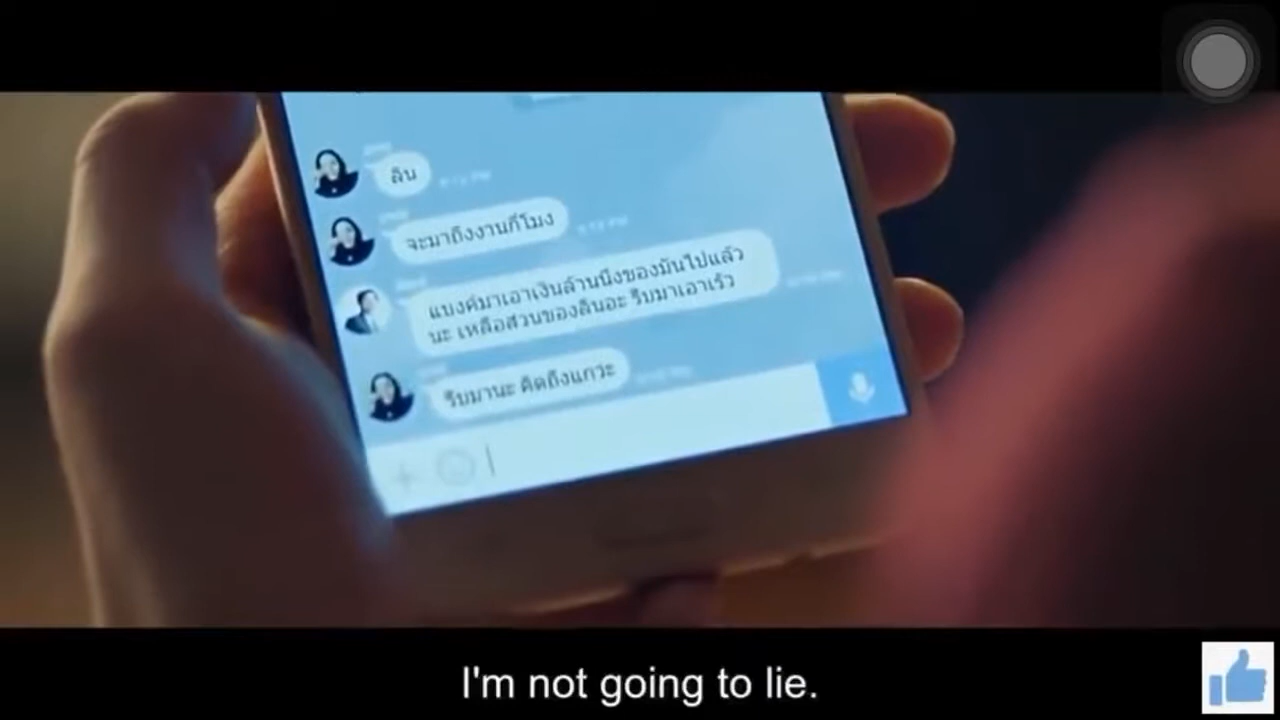 ลิน
จะมาถึงงานกี่โมง
แบงค์มาเอาเงินล้านนึงของมันไปแล้ว
นะ เหลือส่วนของลินอะ รีบมาเอาเร็ว
รีบมานะ คิดถึงแกวะ
I'm not going to lie.